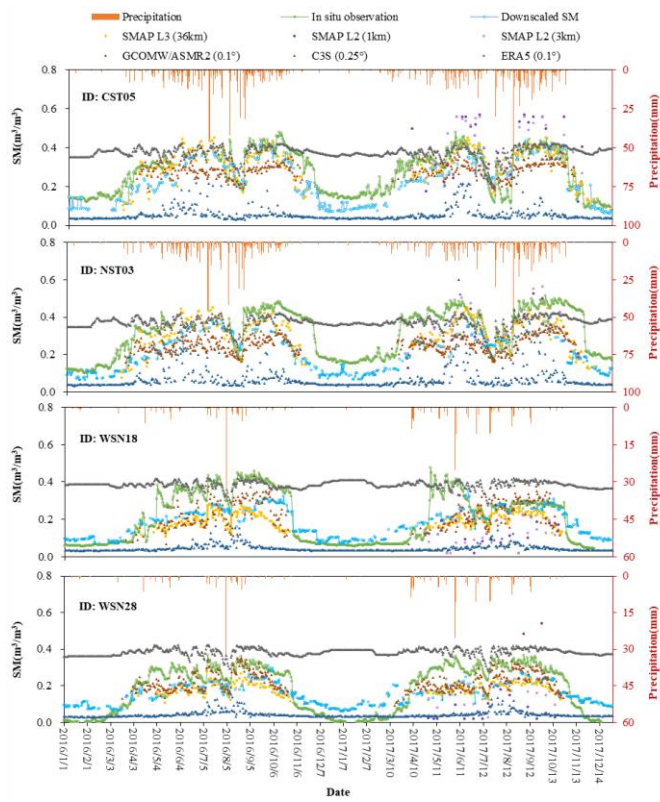 Precipitation In situ observation Downscaled SM
SMAP L3 (36km) SMAP L2 (1km) SMAP L2 (3km)
GCOMW/ASMR2 (0.1°) C3S (0.25°) ERA5 (0.1°)
0.8 0
ID: CST05
0.6 25
0.4 50
0.2 75
0.0 100
SM(m³/m³)
Precipitation(mm)
0.8 0
ID: NST03
0.6 25
0.4 50
0.2 75
0.0 100
SM(m³/m³)
Precipitation(mm)
0.8 0
ID: WSN18
0.6 15
0.4 30
0.2 45
0.0 60
SM(m³/m³)
Precipitation(mm)
0.8 0
ID: WSN28
0.6 15
0.4 30
0.2 45
0.0 60
SM(m³/m³)
Precipitation(mm)
2016/1/1
2016/2/1
2016/3/3
2016/4/3
2016/5/4
2016/6/4
2016/7/5
2016/8/5
2016/9/5
2016/10/6
2016/11/6
2016/12/7
2017/1/7
2017/2/7
2017/3/10
2017/4/10
2017/5/11
2017/6/11
2017/7/12
2017/8/12
2017/9/12
2017/10/13
2017/11/13
2017/12/14
Date